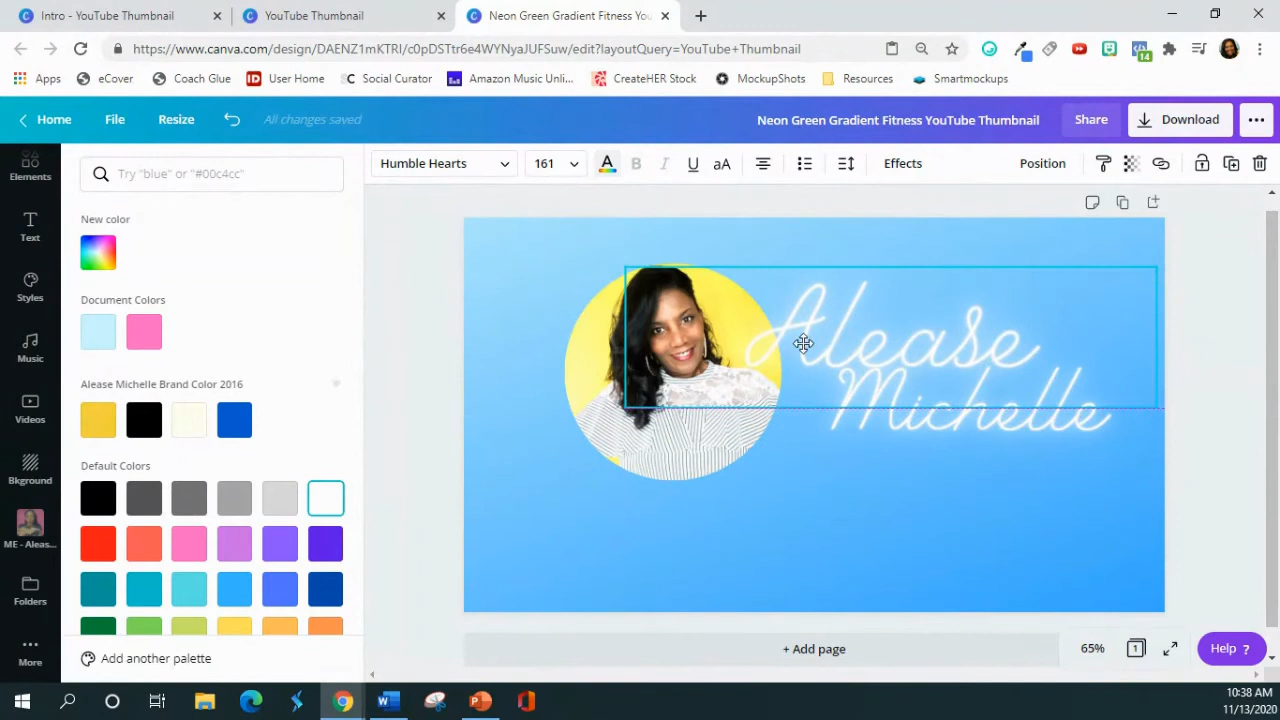 Intro - YouTube Thumbnail
YouTube Thumbnail
Neon Green Gradient Fitness You
https://www.canva.com/design/DAENZ1mKTRI/c0pDSTtr6e4WYNyaJUFSuw/edit?layoutQuery=YouTube+Thumbnail
14
Apps
eCover
Coach Glue
ID
User Home
Social Curator
Amazon Music Unli...
CreateHER Stock
MockupShots
Resources
Smartmockups
Home
File
Resize
All changes saved
Neon Green Gradient Fitness YouTube Thumbnail
Share
Download
Elements
Text
Styles
Music
Videos
Bkground
ME - Aleas...
Folders
More
Try "blue" or "#00c4cc"
New color
Document Colors
Alease Michelle Brand Color 2016
Default Colors
Add another palette
Humble Hearts
161
A
B
I
U
aA
Effects
Position
Alease
Michelle
+ Add page
65%
1
Help ?
10:38 AM
11/13/2020